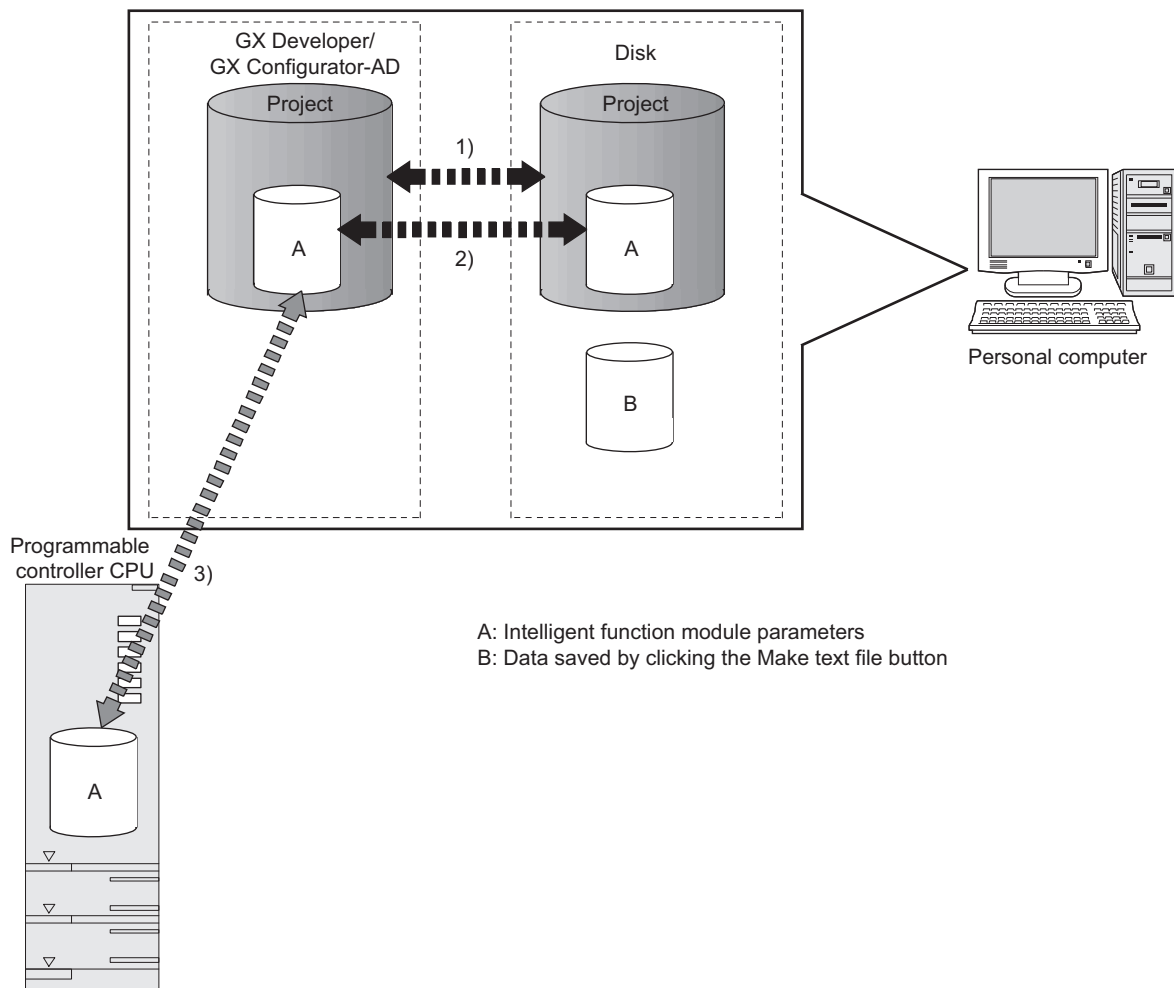 GX Developer/
GX Configurator-AD
Disk
Project
Project
1)
A
A
2)
B
Personal computer
Programmable
controller CPU
3)
A: Intelligent function module parameters
B: Data saved by clicking the Make text file button
A